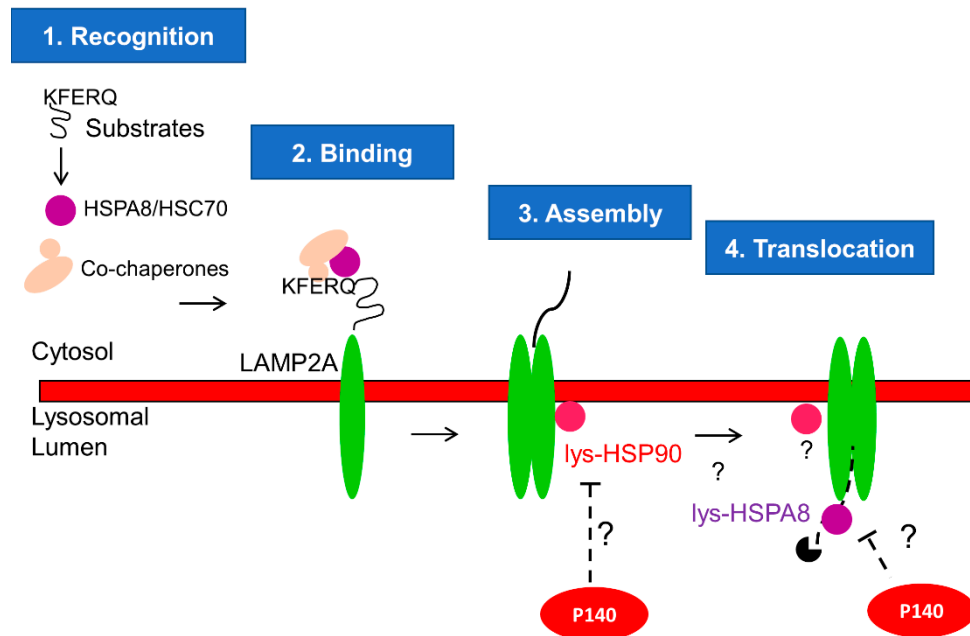 1. Recognition
KFERQ
Substrates
HSPA8/HSC70
Co-chaperones
2. Binding
KFERQ
LAMP2A
3. Assembly
4. Translocation
Cytosol
Lysosomal
Lumen
lys-HSP90
?
?
lys-HSPA8
?
?
P140
P140